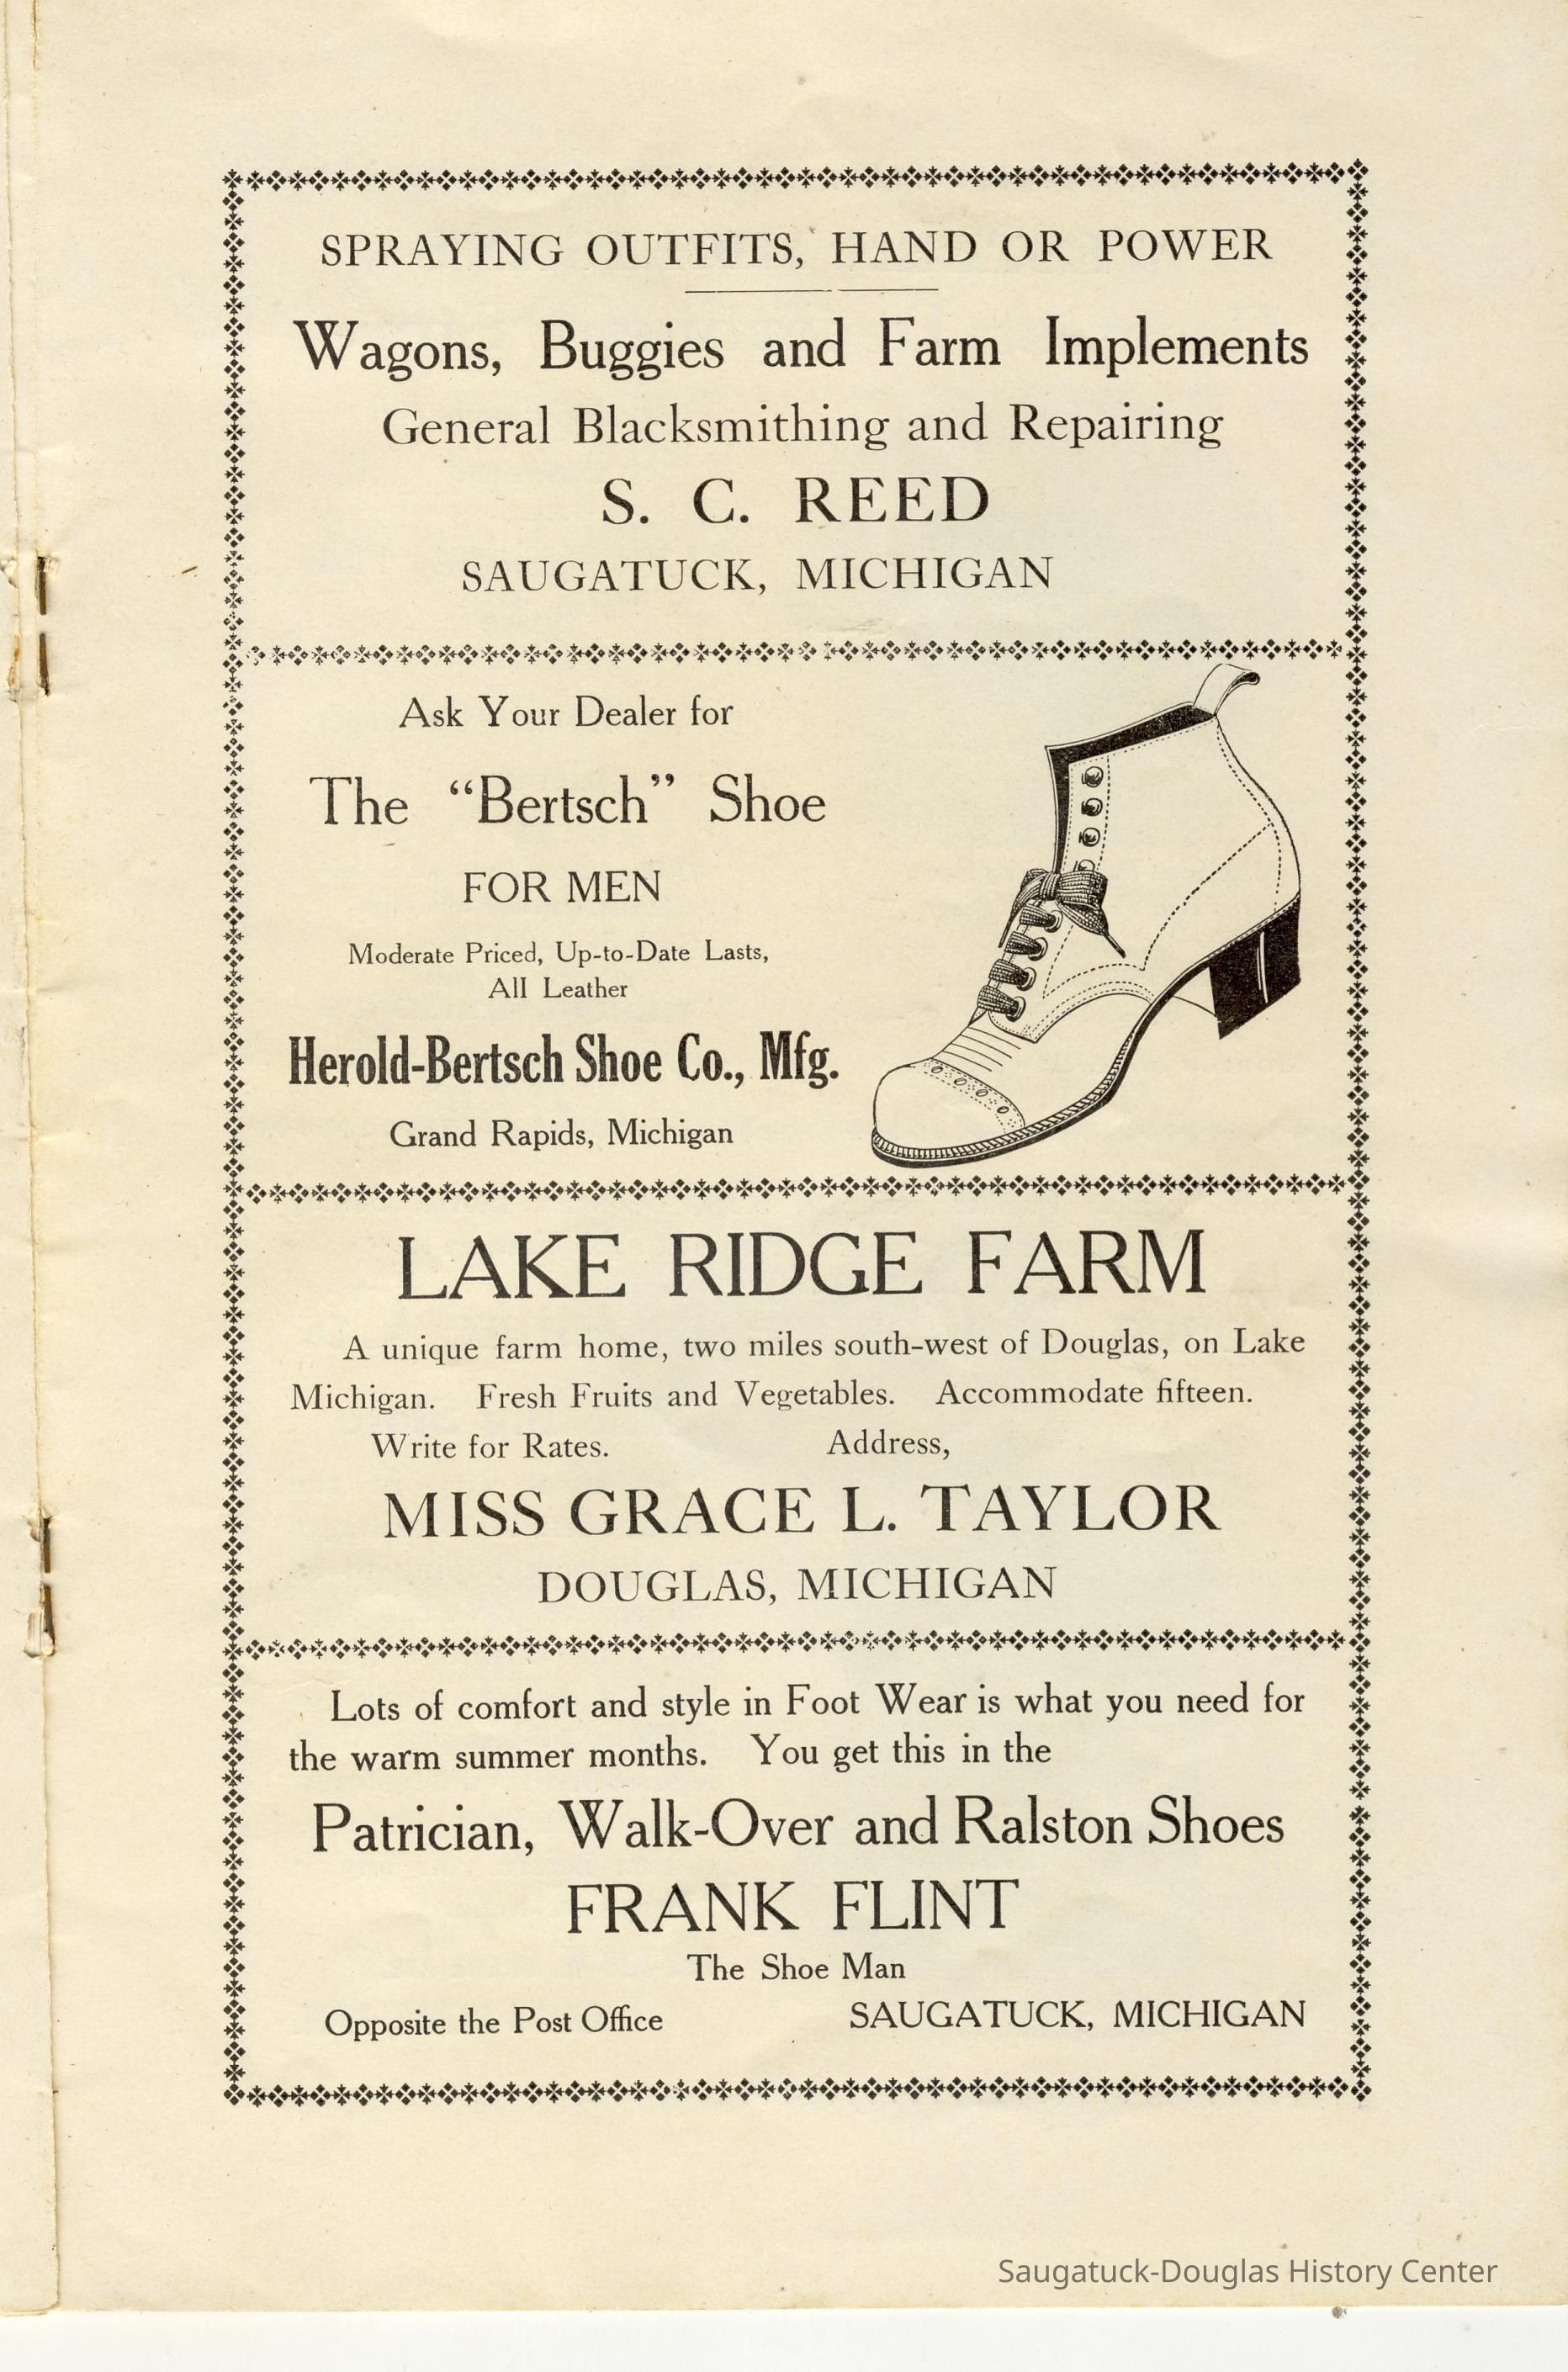 SPRAYING OUTFITS, HAND OR POWER
Wagons, Buggies and Farm Implements
General Blacksmithing and Repairing
S. C. REED
SAUGATUCK, MICHIGAN
Ask Your Dealer for
The “Bertsch” Shoe
FOR MEN
Moderate Priced, Up-to-Date Lasts,
All Leather
Herold-Bertsch Shoe Co., Mfg.
Grand Rapids, Michigan
LAKE RIDGE FARM
A unique farm home, two miles south-west of Douglas, on Lake
Michigan. Fresh Fruits and Vegetables. Accommodate fifteen.
Write for Rates. Address,
MISS GRACE L. TAYLOR
DOUGLAS, MICHIGAN
Lots of comfort and style in Foot Wear is what you need for
the warm summer months. You get this in the
Patrician, Walk-Over and Ralston Shoes
FRANK FLINT
The Shoe Man
Opposite the Post Office SAUGATUCK, MICHIGAN
Saugatuck-Douglas History Center